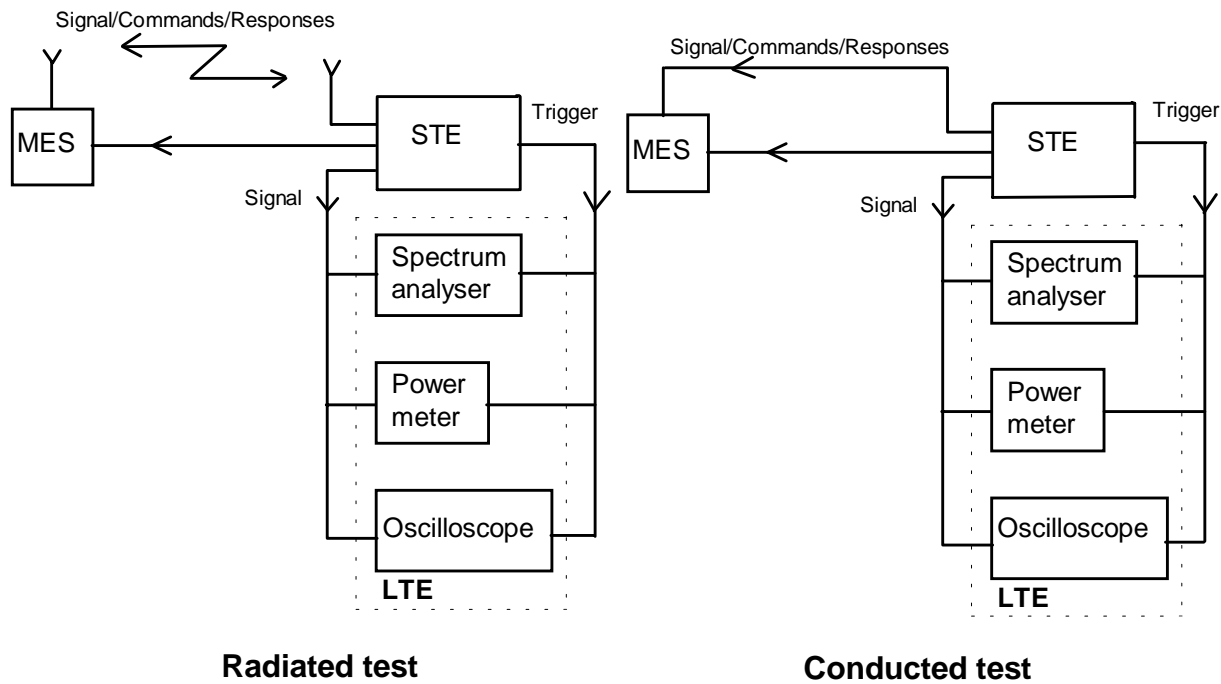 Signal/Commands/Responses
MES
STE
Trigger
Signal
Spectrum
analyser
Power
meter
Oscilloscope
LTE
Radiated test
Signal/Commands/Responses
MES
STE
Trigger
Signal
Spectrum
analyser
Power
meter
Oscilloscope
LTE
Conducted test